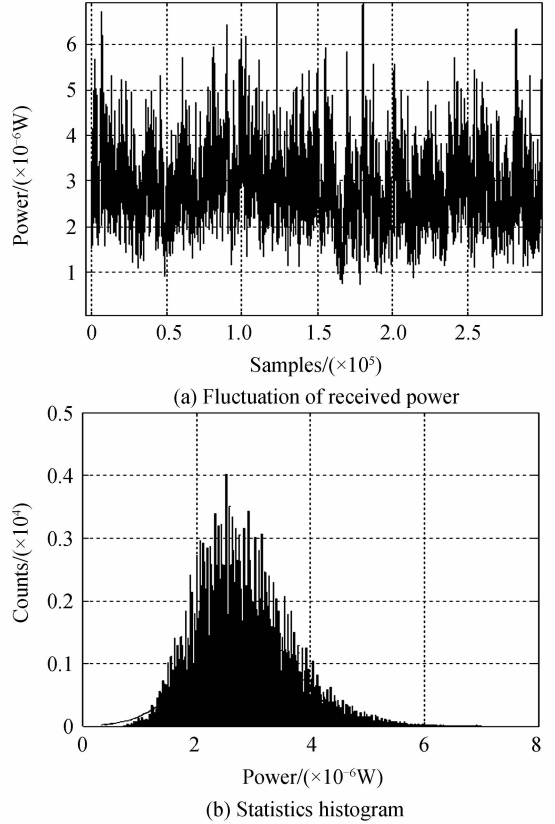 Power/(×10⁻⁶W)
6
5
4
3
2
1
0 0.5 1.0 1.5 2.0 2.5
Samples/(×10⁵)
(a) Fluctuation of received power
Counts/(×10⁴)
0.5
0.4
0.3
0.2
0.1
0
0 2 4 6 8
Power/(×10⁻⁶W)
(b) Statistics histogram